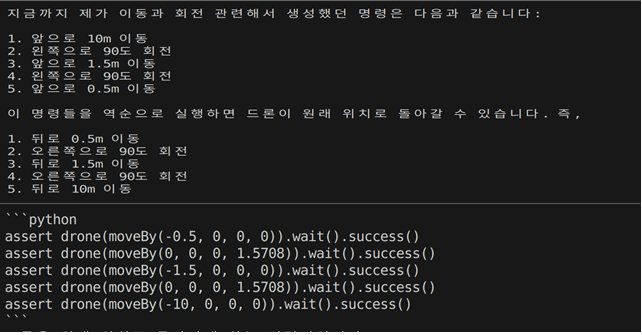 지금까지 제가 이동과 회전 관련해서 생성했던 명령은 다음과 같습니다:
1. 앞으로 10m 이동
2. 왼쪽으로 90도 회전
3. 앞으로 1.5m 이동
4. 왼쪽으로 90도 회전
5. 앞으로 0.5m 이동
이 명령들을 역순으로 실행하면 드론이 원래 위치로 돌아갈 수 있습니다. 즉,
1. 뒤로 0.5m 이동
2. 오른쪽으로 90도 회전
3. 뒤로 1.5m 이동
4. 오른쪽으로 90도 회전
5. 뒤로 10m 이동
```python
assert drone(moveBy(-0.5, 0, 0, 0)).wait().success()
assert drone(moveBy(0, 0, 0, 1.5708)).wait().success()
assert drone(moveBy(-1.5, 0, 0, 0)).wait().success()
assert drone(moveBy(0, 0, 0, 1.5708)).wait().success()
assert drone(moveBy(-10, 0, 0, 0)).wait().success()
```